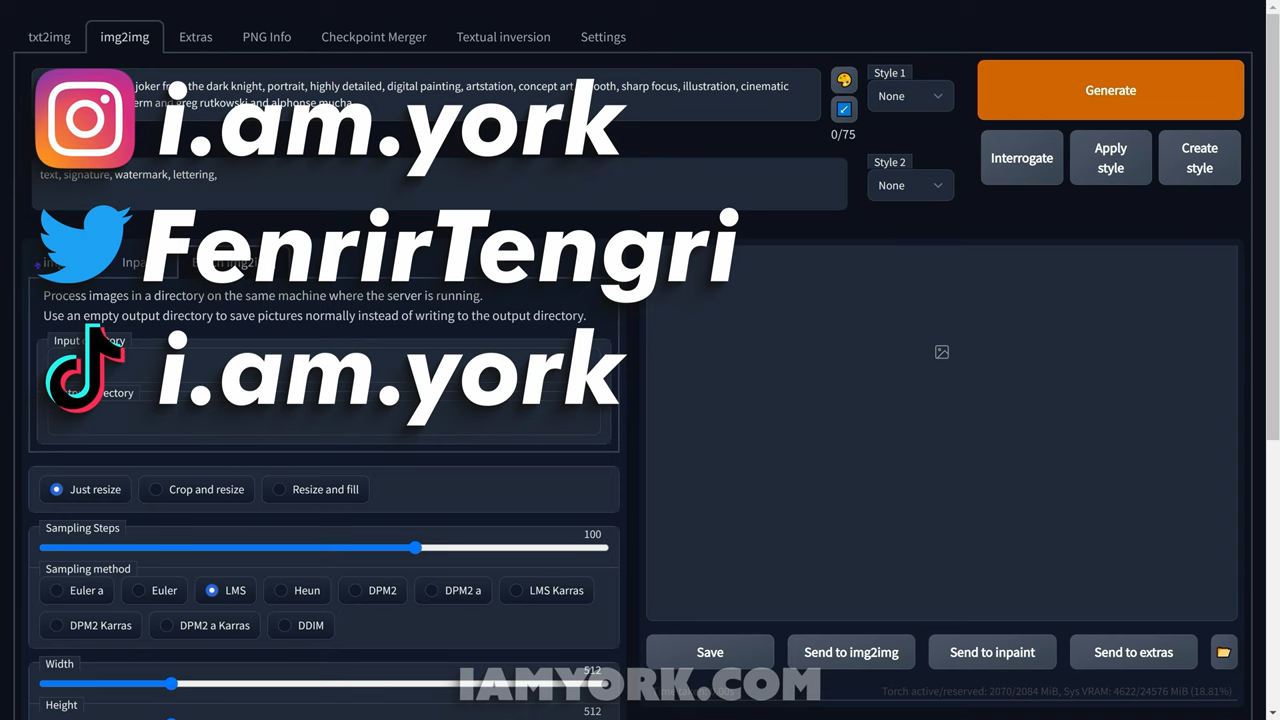 txt2img img2img Extras PNG Info Checkpoint Merger Textual inversion Settings
joker from the dark knight, portrait, highly detailed, digital painting, artstation, concept art, smooth, sharp focus, illustration, cinematic
and greg rutkowski and alphonse mucha
0/75
Style 1
None
Generate
Interrogate
Apply style
Create style
Style 2
None
i.am.york
text, signature, watermark, lettering,
FenrirTengri
Process images in a directory on the same machine where the server is running.
Use an empty output directory to save pictures normally instead of writing to the output directory.
Input
i.am.york
Just resize Crop and resize Resize and fill
Sampling Steps
100
Sampling method
Euler a Euler LMS Heun DPM2 DPM2 a LMS Karras
DPM2 Karras DPM2 a Karras DDIM
Width
512
Height
512
Save Send to img2img Send to inpaint Send to extras
IAMYORK.COM
Torch active/reserved: 2070/2084 MiB, Sys VRAM: 4622/24576 MiB (18.81%)